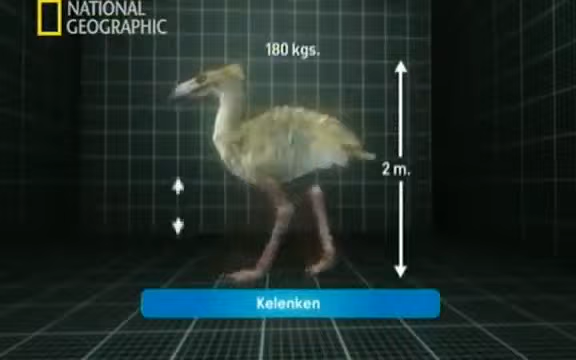 NATIONAL
GEOGRAPHIC
180 kgs.
2 m.
Kelenken